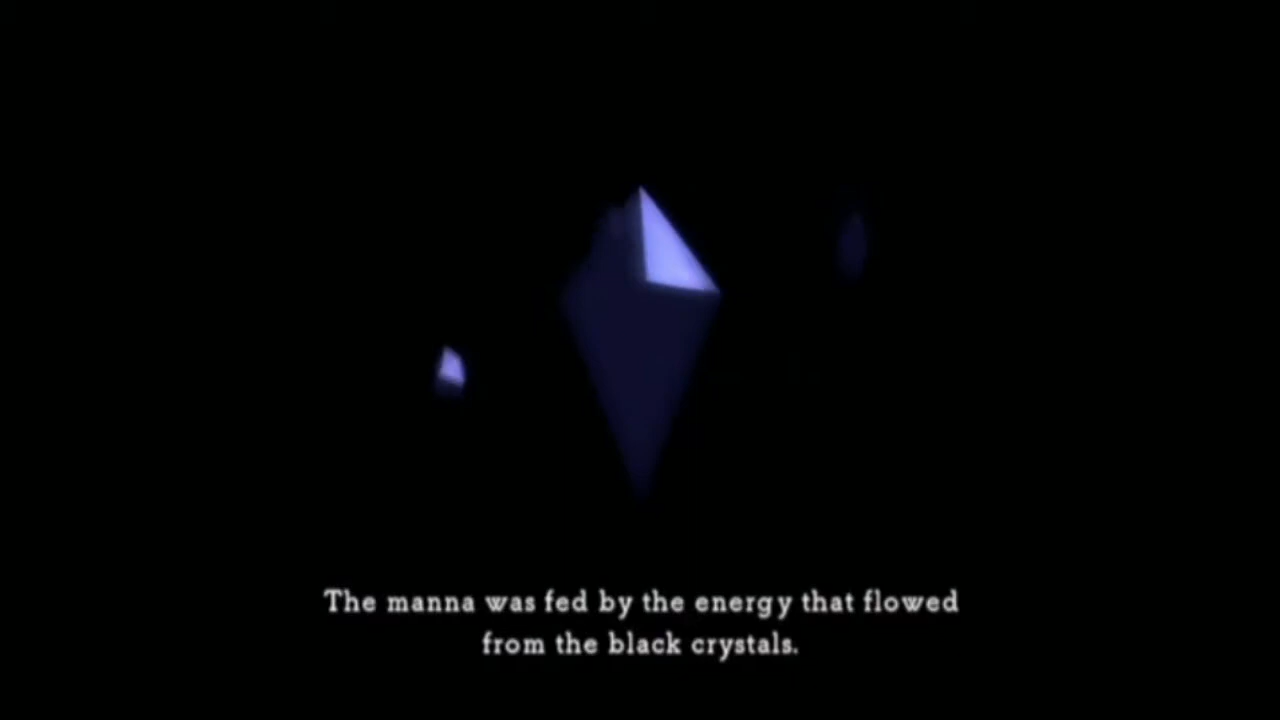 The manna was fed by the energy that flowed
from the black crystals.